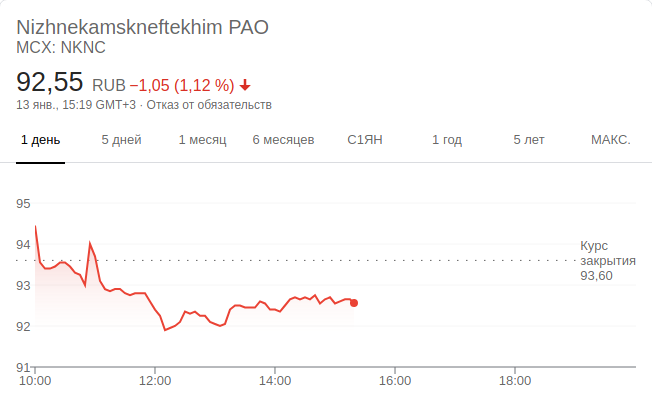 Nizhnekamskneftekhim PAO
MCX: NKNC
92,55 RUB −1,05 (1,12 %)
13 янв., 15:19 GMT+3 · Отказ от обязательств
1 день 5 дней 1 месяц 6 месяцев С1ЯН 1 год 5 лет МАКС.
95
94
93
92
91
Курс
закрытия
93,60
10:00 12:00 14:00 16:00 18:00